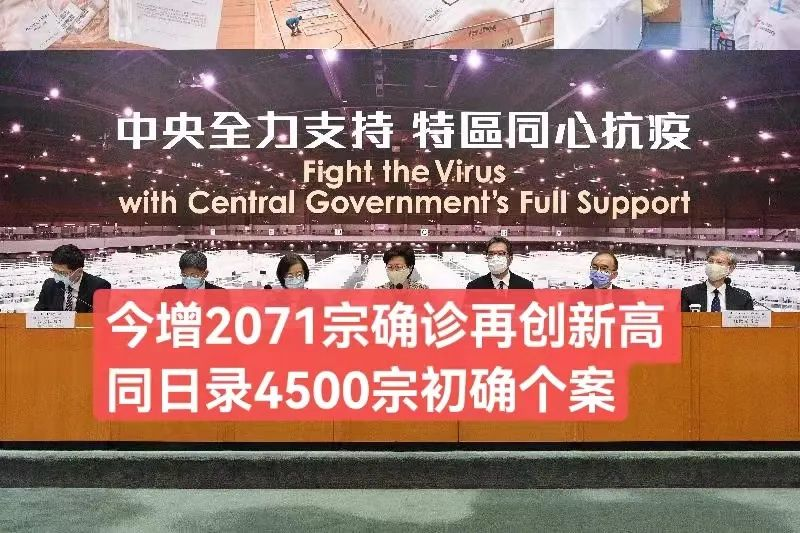 中央全力支持 特區同心抗疫
Fight the Virus
with Central Government's Full Support
今增2071宗确诊再创新高
同日录4500宗初确个案